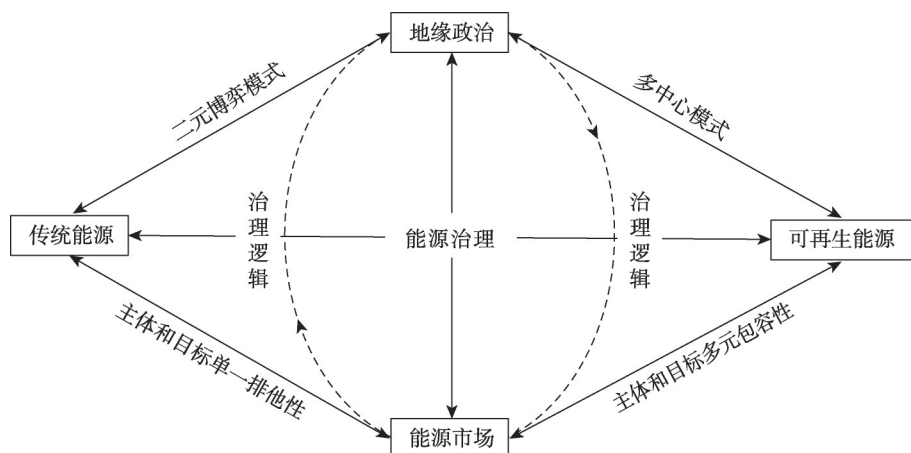 地缘政治
二元博弈模式
多中心模式
治理逻辑
治理逻辑
传统能源
能源治理
可再生能源
主体和目标单一排他性
主体和目标多元包容性
能源市场